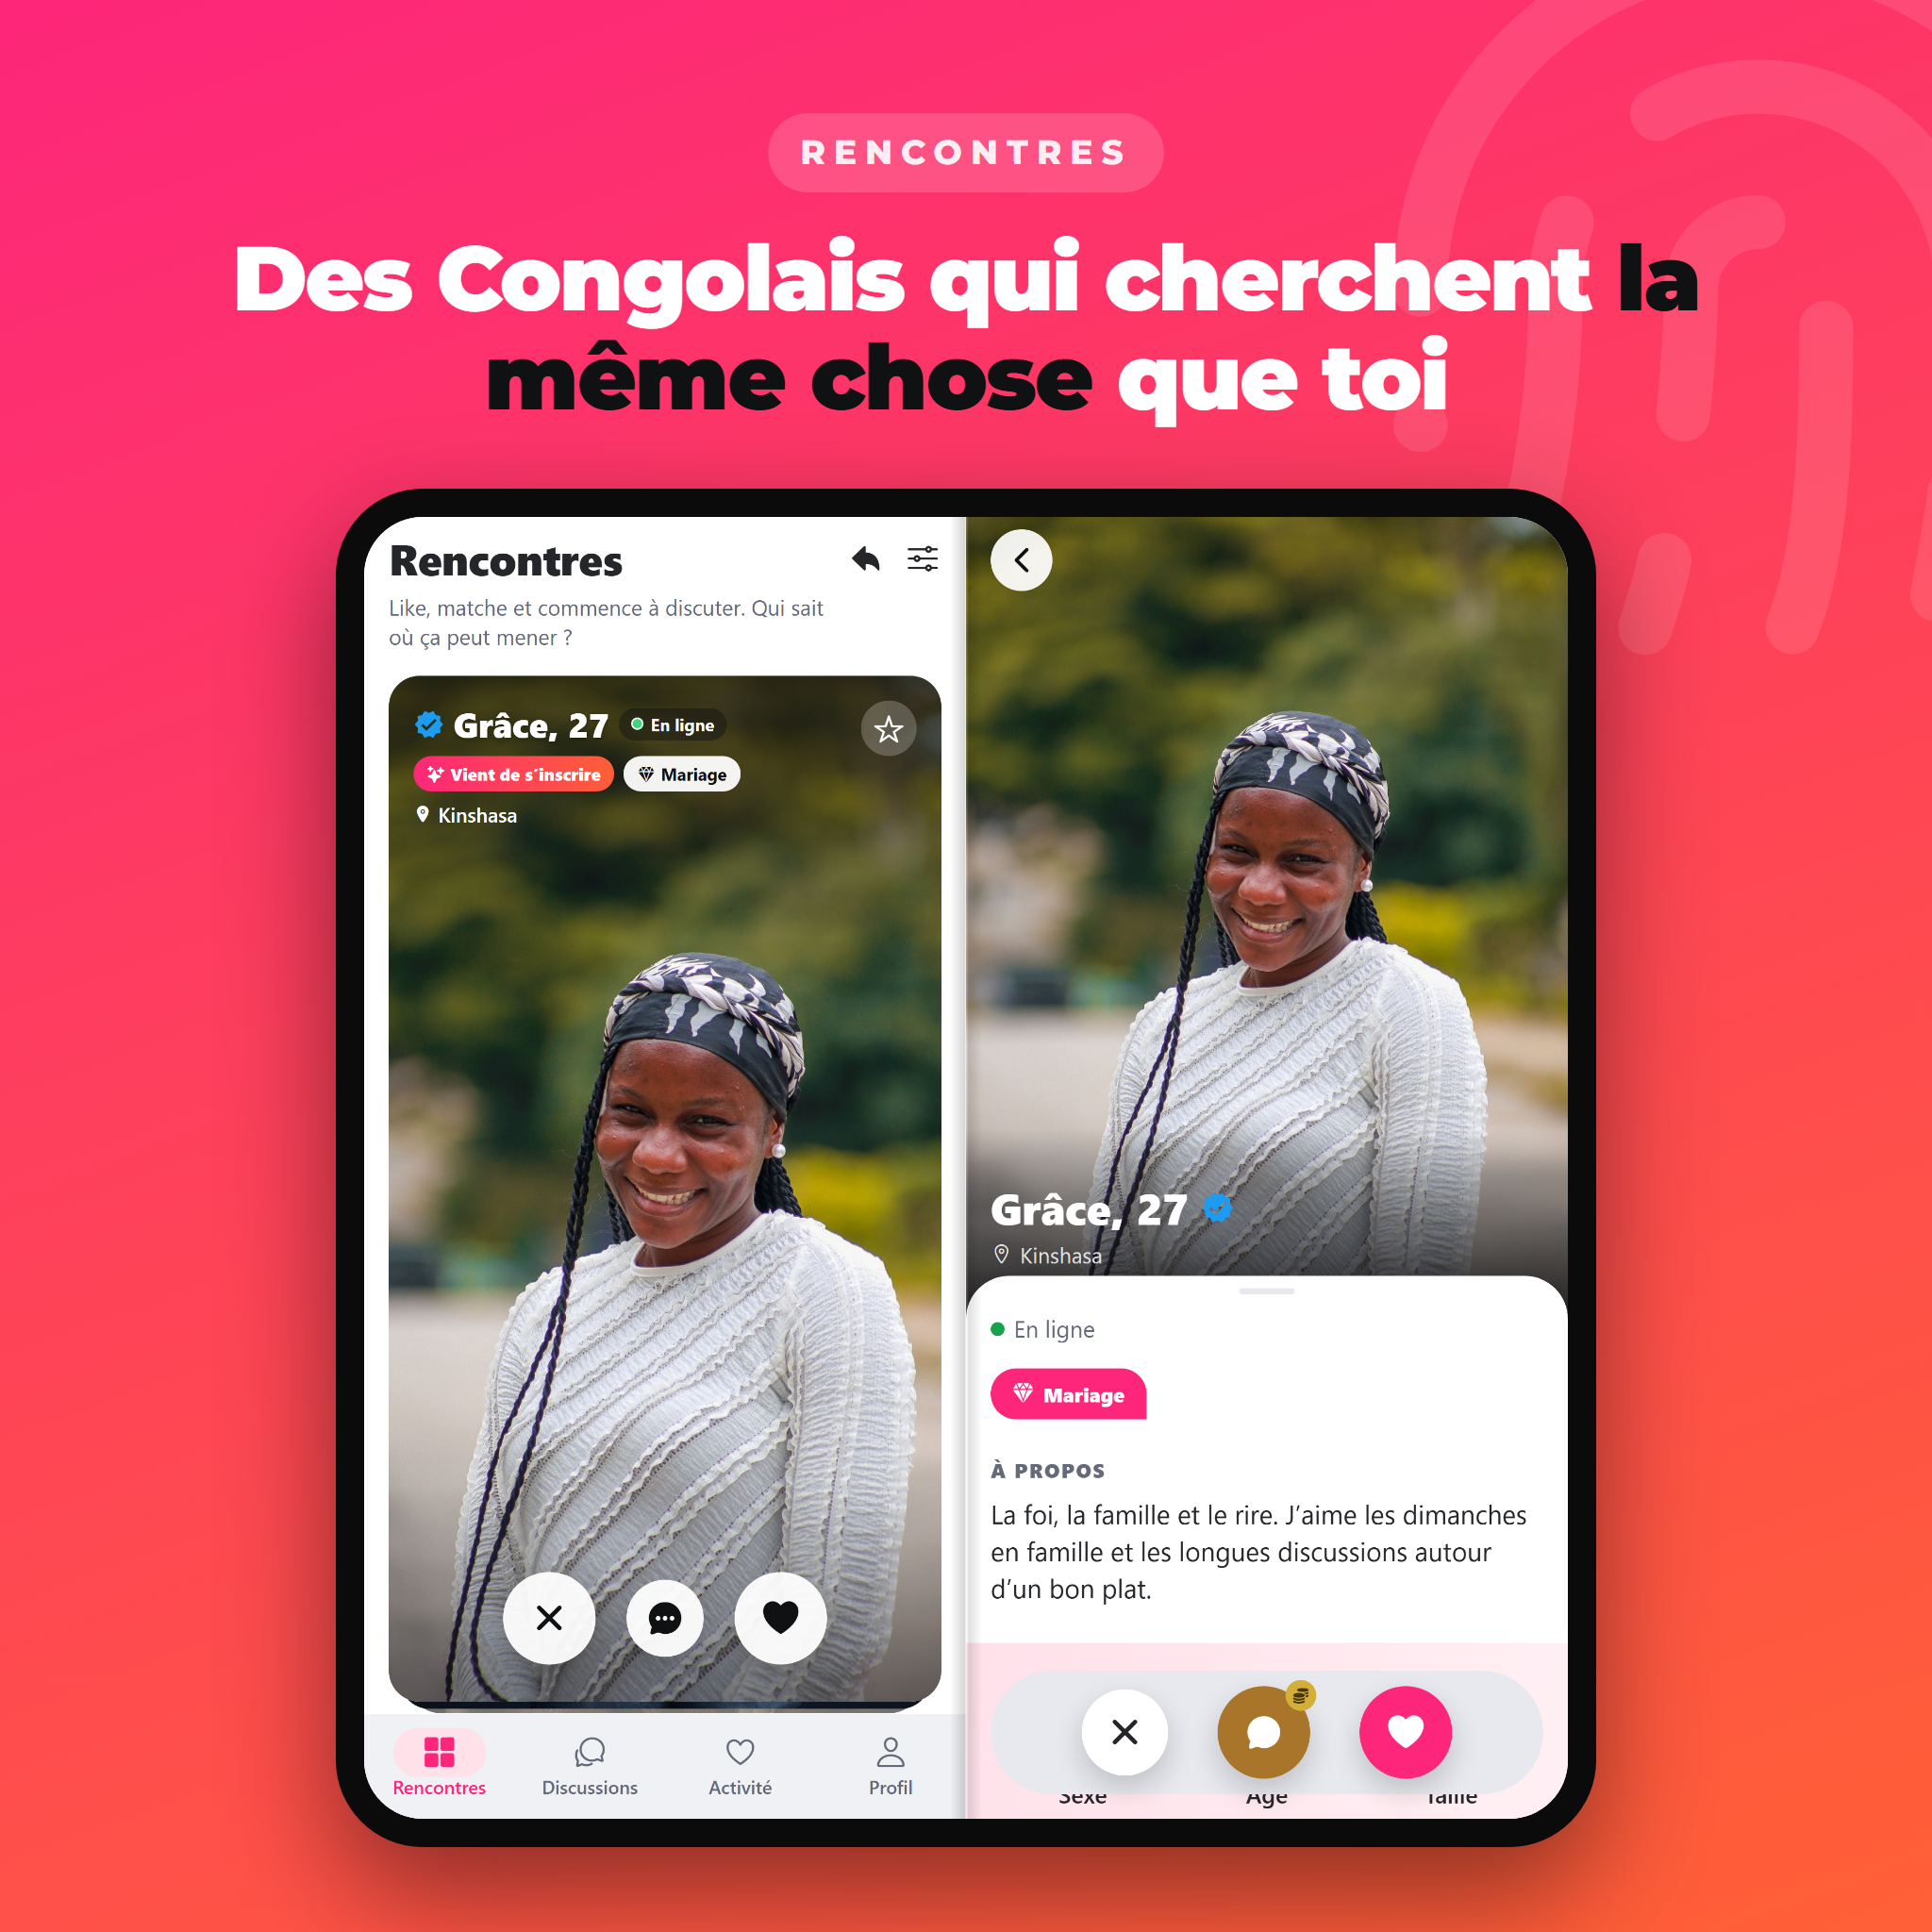 RENCONTRES
Des Congolais qui cherchent la
même chose que toi
Rencontres
Like, matche et commence à discuter. Qui sait
où ça peut mener ?
Grâce, 27
En ligne
Vient de s'inscrire
Mariage
Kinshasa
Rencontres
Discussions
Activité
Profil
Grâce, 27
Kinshasa
En ligne
Mariage
À PROPOS
La foi, la famille et le rire. J'aime les dimanches
en famille et les longues discussions autour
d'un bon plat.
Sexe
Age
Taille